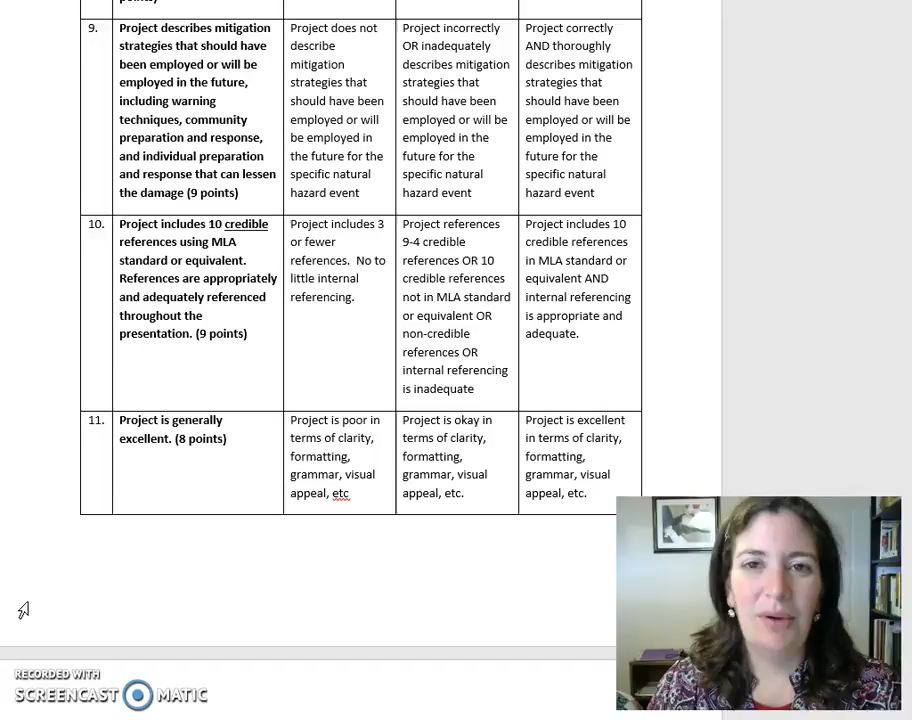 points)
9.
Project describes mitigation
strategies that should have
been employed or will be
employed in the future,
including warning
techniques, community
preparation and response,
and individual preparation
and response that can lessen
the damage (9 points)
Project does not
describe
mitigation
strategies that
should have been
employed or will
be employed in
the future for the
specific natural
hazard event
Project incorrectly
OR inadequately
describes mitigation
strategies that
should have been
employed or will be
employed in the
future for the
specific natural
hazard event
Project correctly
AND thoroughly
describes mitigation
strategies that
should have been
employed or will be
employed in the
future for the
specific natural
hazard event
10.
Project includes 10 credible
references using MLA
standard or equivalent.
References are appropriately
and adequately referenced
throughout the
presentation. (9 points)
Project includes 3
or fewer
references. No to
little internal
referencing.
Project references
9-4 credible
references OR 10
credible references
not in MLA standard
or equivalent OR
non-credible
references OR
internal referencing
is inadequate
Project includes 10
credible references
in MLA standard or
equivalent AND
internal referencing
is appropriate and
adequate.
11.
Project is generally
excellent. (8 points)
Project is poor in
terms of clarity,
formatting,
grammar, visual
appeal, etc
Project is okay in
terms of clarity,
formatting,
grammar, visual
appeal, etc.
Project is excellent
in terms of clarity,
formatting,
grammar, visual
appeal, etc.
RECORDED WITH
SCREENCAST MATIC